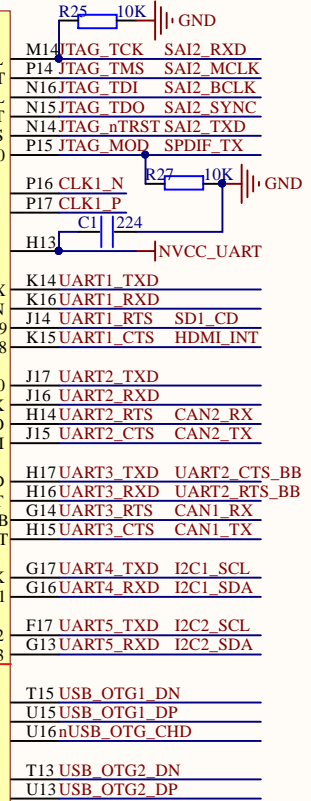 R25 10K GND
M14 JTAG_TCK SAI2_RXD
P14 JTAG_TMS SAI2_MCLK
N16 JTAG_TDI SAI2_BCLK
N15 JTAG_TDO SAI2_SYNC
N14 JTAG_nTRST SAI2_TXD
P15 JTAG_MOD SPDIF_TX
R27 10K GND
P16 CLK1_N
P17 CLK1_P
C1 224
H13 NVCC_UART
K14 UART1_TXD
K16 UART1_RXD
J14 UART1_RTS SD1_CD
K15 UART1_CTS HDMI_INT
J17 UART2_TXD
J16 UART2_RXD
H14 UART2_RTS CAN2_RX
J15 UART2_CTS CAN2_TX
H17 UART3_TXD UART2_CTS_BB
H16 UART3_RXD UART2_RTS_BB
G14 UART3_RTS CAN1_RX
H15 UART3_CTS CAN1_TX
G17 UART4_TXD I2C1_SCL
G16 UART4_RXD I2C1_SDA
F17 UART5_TXD I2C2_SCL
G13 UART5_RXD I2C2_SDA
T15 USB_OTG1_DN
U15 USB_OTG1_DP
U16 nUSB_OTG_CHD
T13 USB_OTG2_DN
U13 USB_OTG2_DP